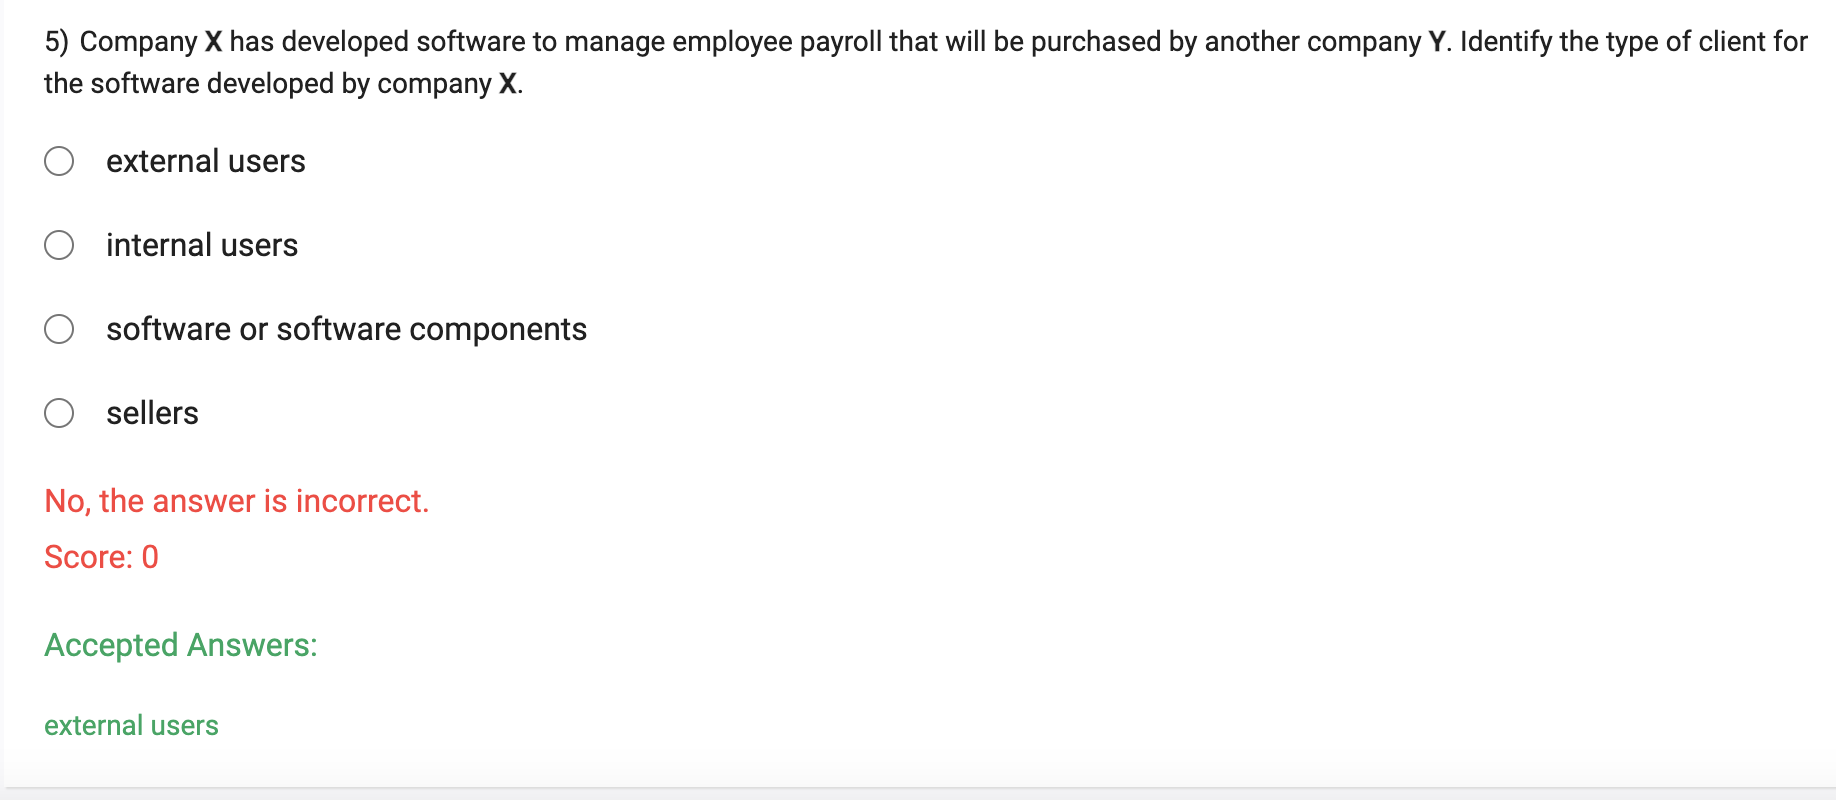 5) Company X has developed software to manage employee payroll that will be purchased by another company Y. Identify the type of client for
the software developed by company X.
external users
internal users
software or software components
sellers
No, the answer is incorrect.
Score: 0
Accepted Answers:
external users